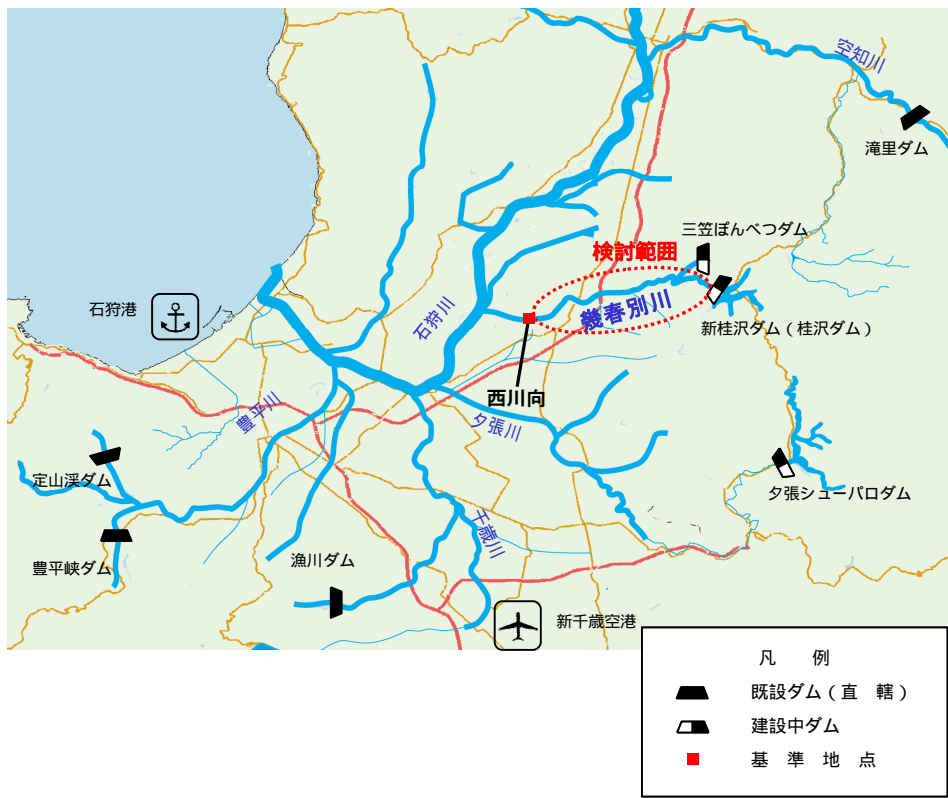 空知川
滝里ダム
三笠ぽんべつダム
検討範囲
石狩港
石狩川
幾春別川
新桂沢ダム（桂沢ダム）
西川向
豊平川
夕張川
定山渓ダム
夕張シューパロダム
千歳川
豊平峡ダム
漁川ダム
新千歳空港
凡　例
既設ダム（直　轄）
建設中ダム
基　準　地　点